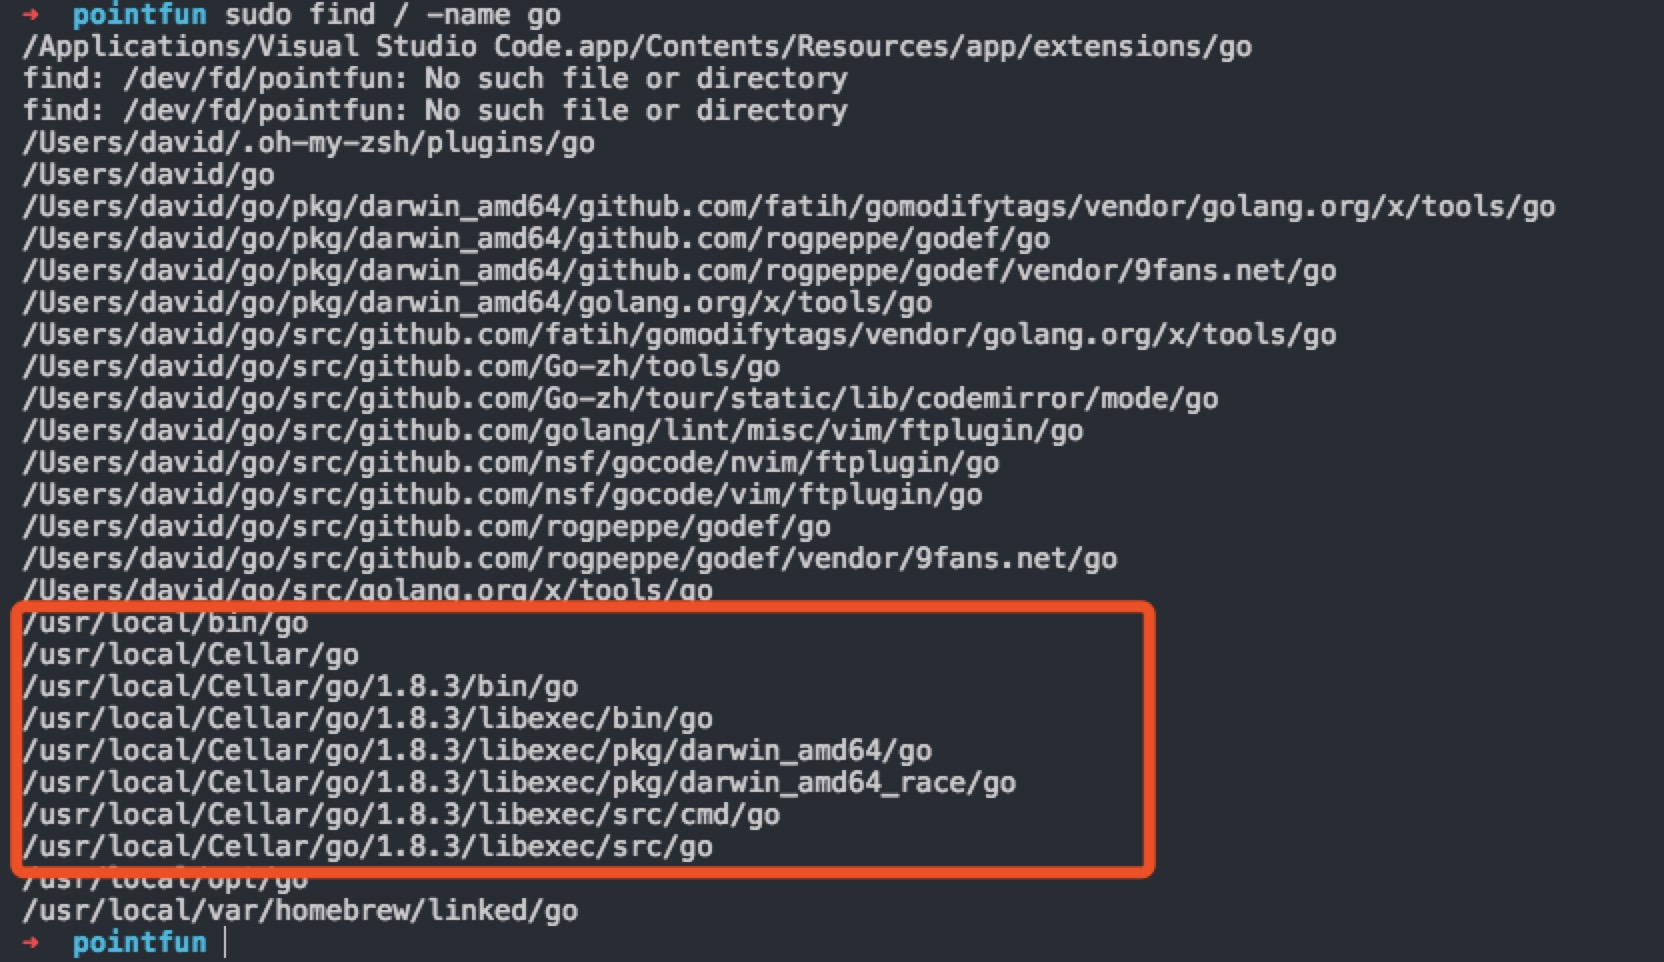 ➜ pointfun sudo find / -name go
/Applications/Visual Studio Code.app/Contents/Resources/app/extensions/go
find: /dev/fd/pointfun: No such file or directory
find: /dev/fd/pointfun: No such file or directory
/Users/david/.oh-my-zsh/plugins/go
/Users/david/go
/Users/david/go/pkg/darwin_amd64/github.com/fatih/gomodifytags/vendor/golang.org/x/tools/go
/Users/david/go/pkg/darwin_amd64/github.com/rogpeppe/godef/go
/Users/david/go/pkg/darwin_amd64/github.com/rogpeppe/godef/vendor/9fans.net/go
/Users/david/go/pkg/darwin_amd64/golang.org/x/tools/go
/Users/david/go/src/github.com/fatih/gomodifytags/vendor/golang.org/x/tools/go
/Users/david/go/src/github.com/Go-zh/tools/go
/Users/david/go/src/github.com/Go-zh/tour/static/lib/codemirror/mode/go
/Users/david/go/src/github.com/golang/lint/misc/vim/ftplugin/go
/Users/david/go/src/github.com/nsf/gocode/nvim/ftplugin/go
/Users/david/go/src/github.com/nsf/gocode/vim/ftplugin/go
/Users/david/go/src/github.com/rogpeppe/godef/go
/Users/david/go/src/github.com/rogpeppe/godef/vendor/9fans.net/go
/Users/david/go/src/golang.org/x/tools/go
/usr/local/bin/go
/usr/local/Cellar/go
/usr/local/Cellar/go/1.8.3/bin/go
/usr/local/Cellar/go/1.8.3/libexec/bin/go
/usr/local/Cellar/go/1.8.3/libexec/pkg/darwin_amd64/go
/usr/local/Cellar/go/1.8.3/libexec/pkg/darwin_amd64_race/go
/usr/local/Cellar/go/1.8.3/libexec/src/cmd/go
/usr/local/Cellar/go/1.8.3/libexec/src/go
/usr/local/opt/go
/usr/local/var/homebrew/linked/go
➜ pointfun